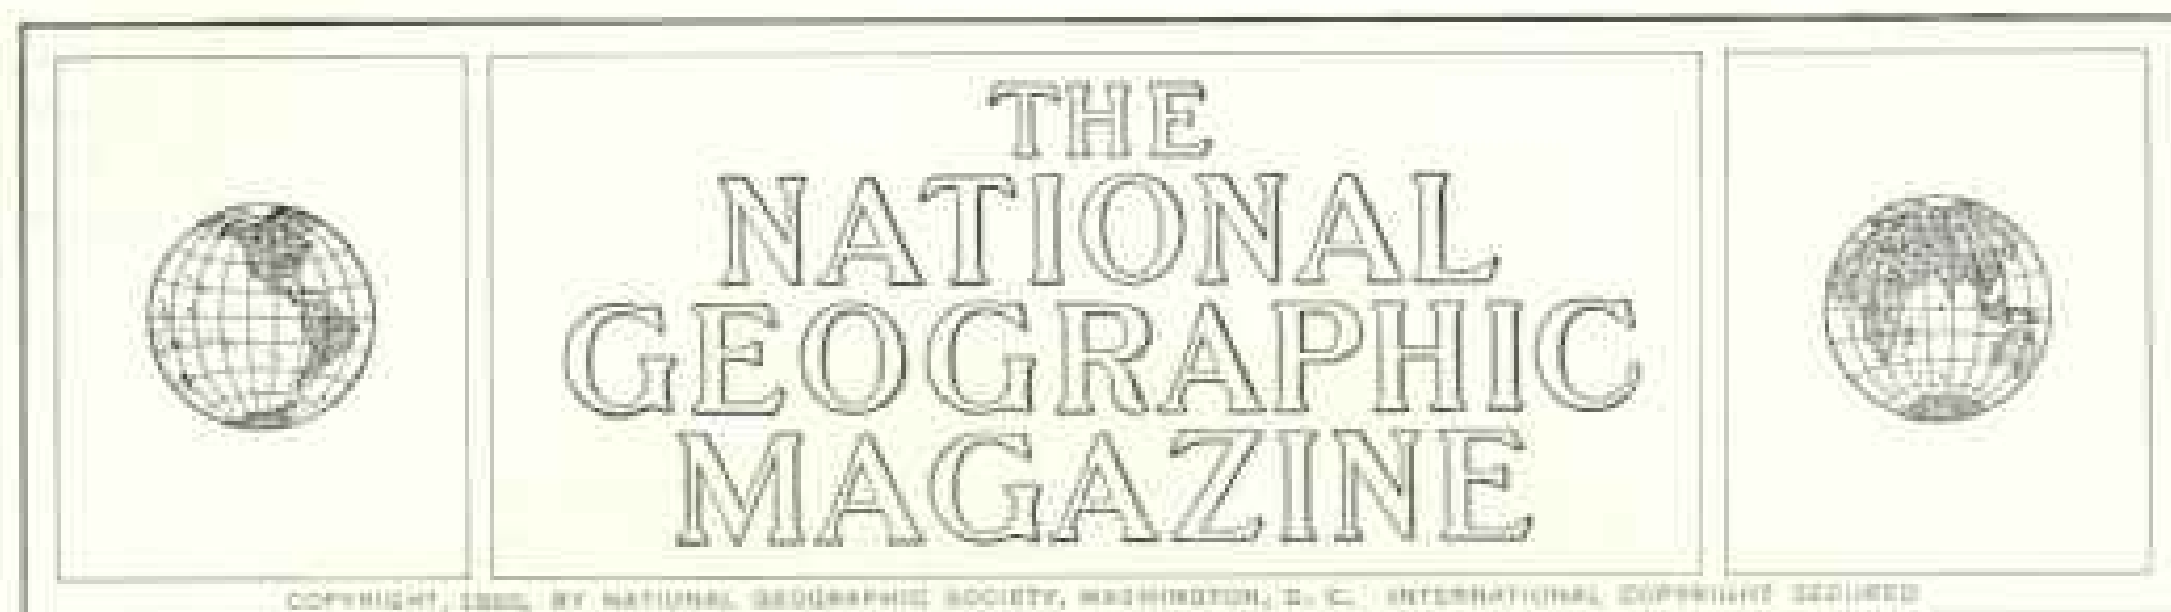 THE
NATIONAL
GEOGRAPHIC
MAGAZINE
COPYRIGHT, BY NATIONAL GEOGRAPHIC SOCIETY, WASHINGTON, D. C. INTERNATIONAL COPYRIGHT SECURED